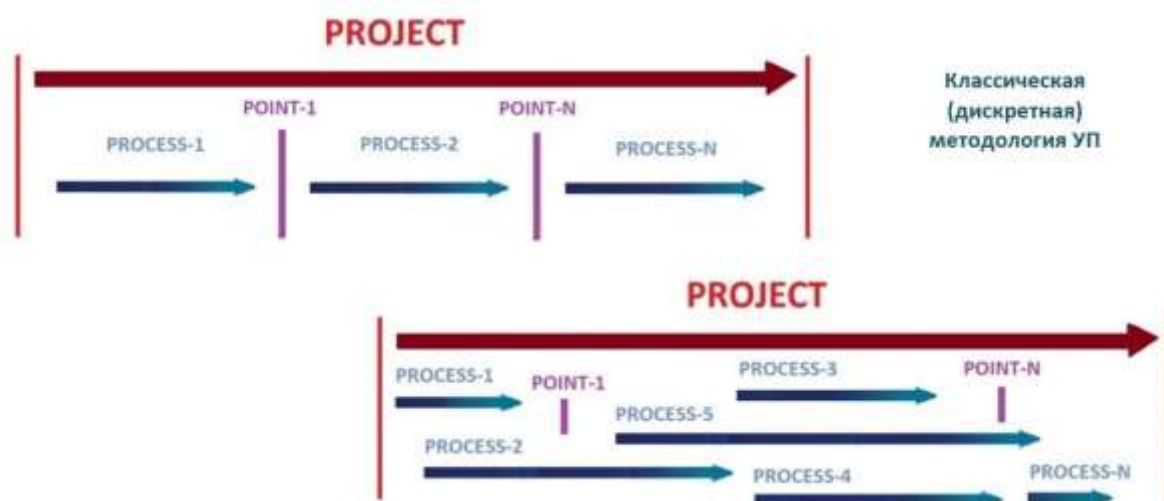 PROJECT
POINT-1
POINT-N
PROCESS-1
PROCESS-2
PROCESS-N
Классическая
(дискретная)
методология УП
PROJECT
PROCESS-1
POINT-1
PROCESS-3
POINT-N
PROCESS-5
PROCESS-2
PROCESS-4
PROCESS-N